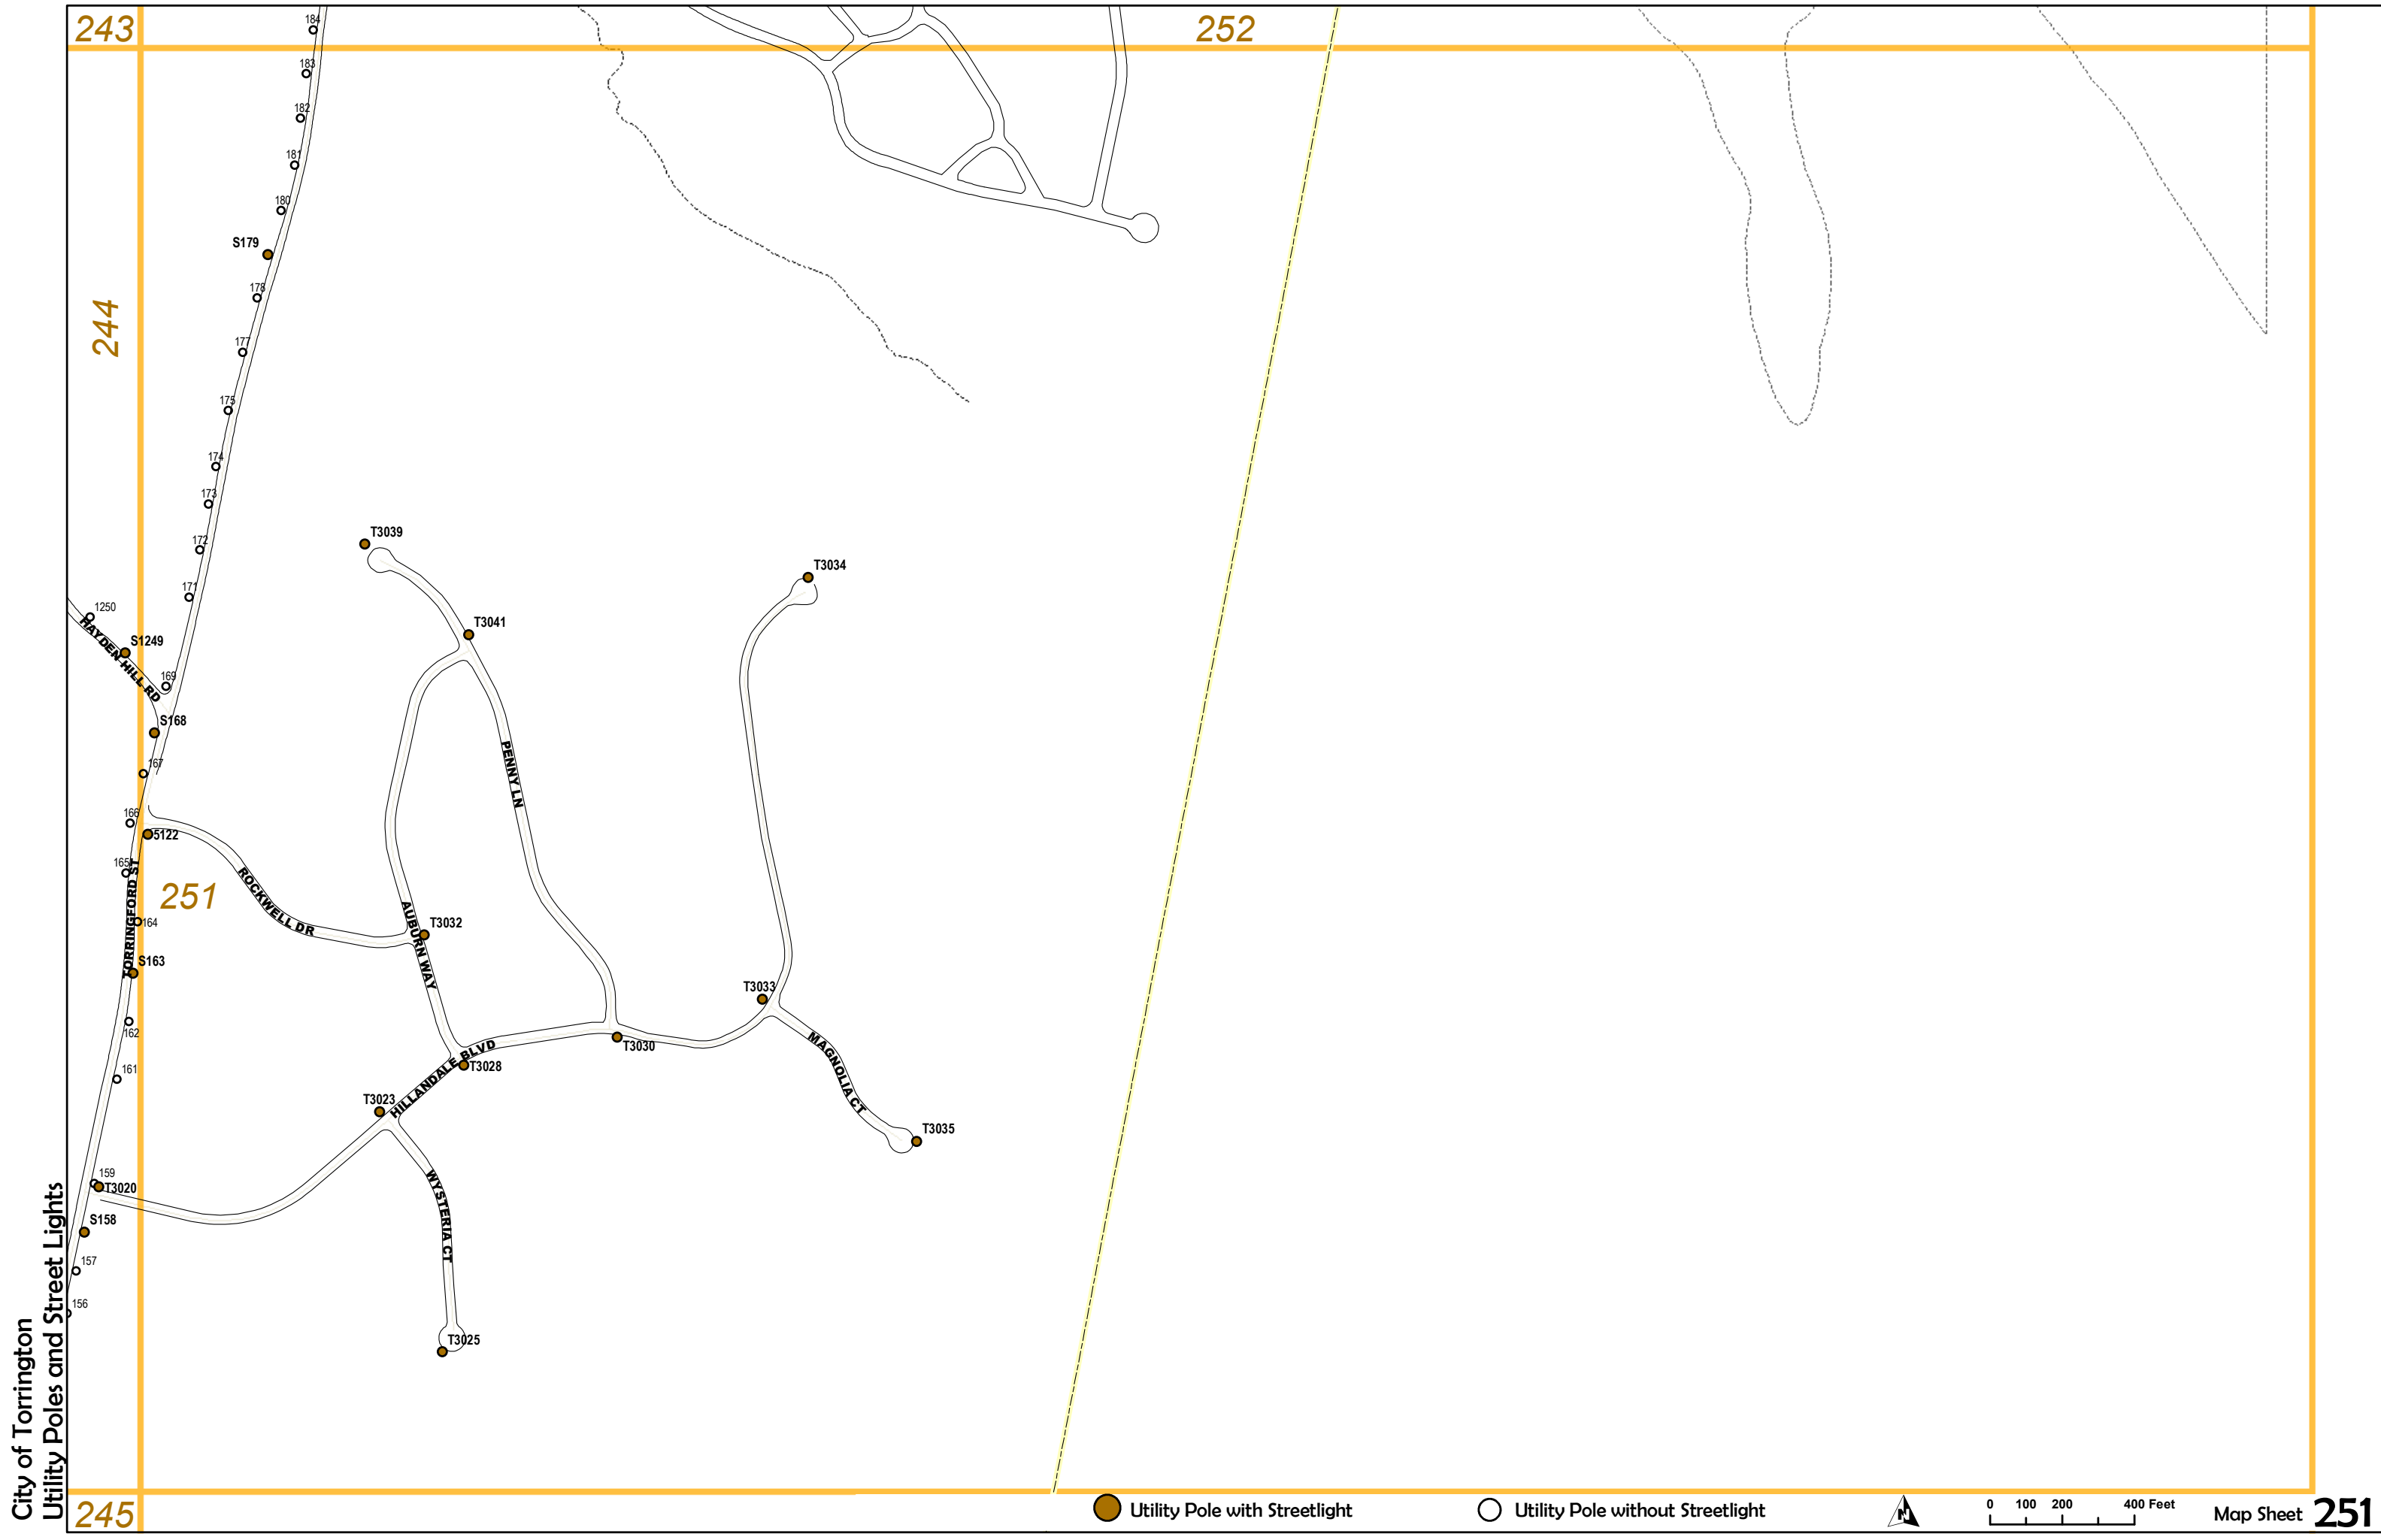 243
252
184
183
182
181
180
S179
178
244
177
175
174
173
172
T3039
T3034
171
1250
T3041
S1249
HAYDEN HILL RD
169
S168
167
PENNY LN
166
5122
165
TORRINGFORD ST
251
ROCKWELL DR
AUBURN WAY
T3032
164
S163
T3033
162
T3030
MAGNOLIA CT
HILLANDALE BLVD
T3028
161
T3023
T3035
159
T3020
WYSTERIA CT
S158
157
156
T3025
City of Torrington
Utility Poles and Street Lights
245
Utility Pole with Streetlight
Utility Pole without Streetlight
N
0 100 200 400 Feet
Map Sheet 251